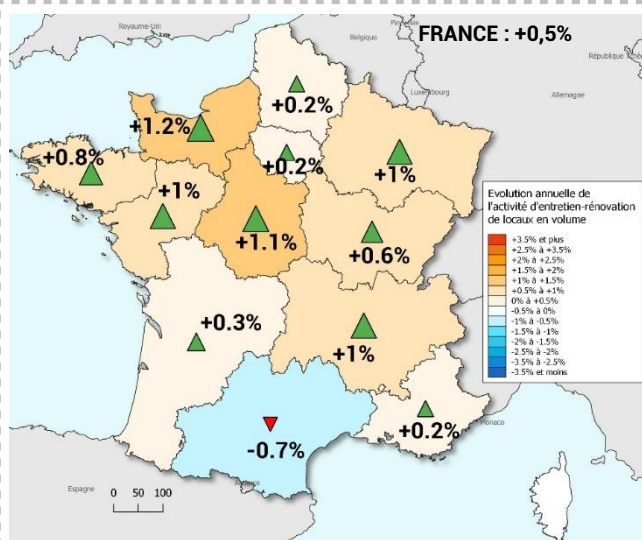 Royaume-Uni
Belgique
FRANCE : +0,5%
Luxembourg
Allemagne
+0.2%
+1.2%
+0.2%
+0.8%
+1%
+1%
+1.1%
+0.6%
+0.3%
+1%
+0.2%
-0.7%
Monaco
Espagne
0 50 100
Evolution annuelle de
l'activité d'entretien-rénovation
de locaux en volume
+3.5% et plus
+2.5% à +3.5%
+2% à +2.5%
+1.5% à +2%
+1% à +1.5%
+0.5% à +1%
0% à +0.5%
-0.5% à 0%
-1% à -0.5%
-1.5% à -1%
-2% à -1.5%
-2.5% à -2%
-3.5% à -2.5%
-3.5% et moins